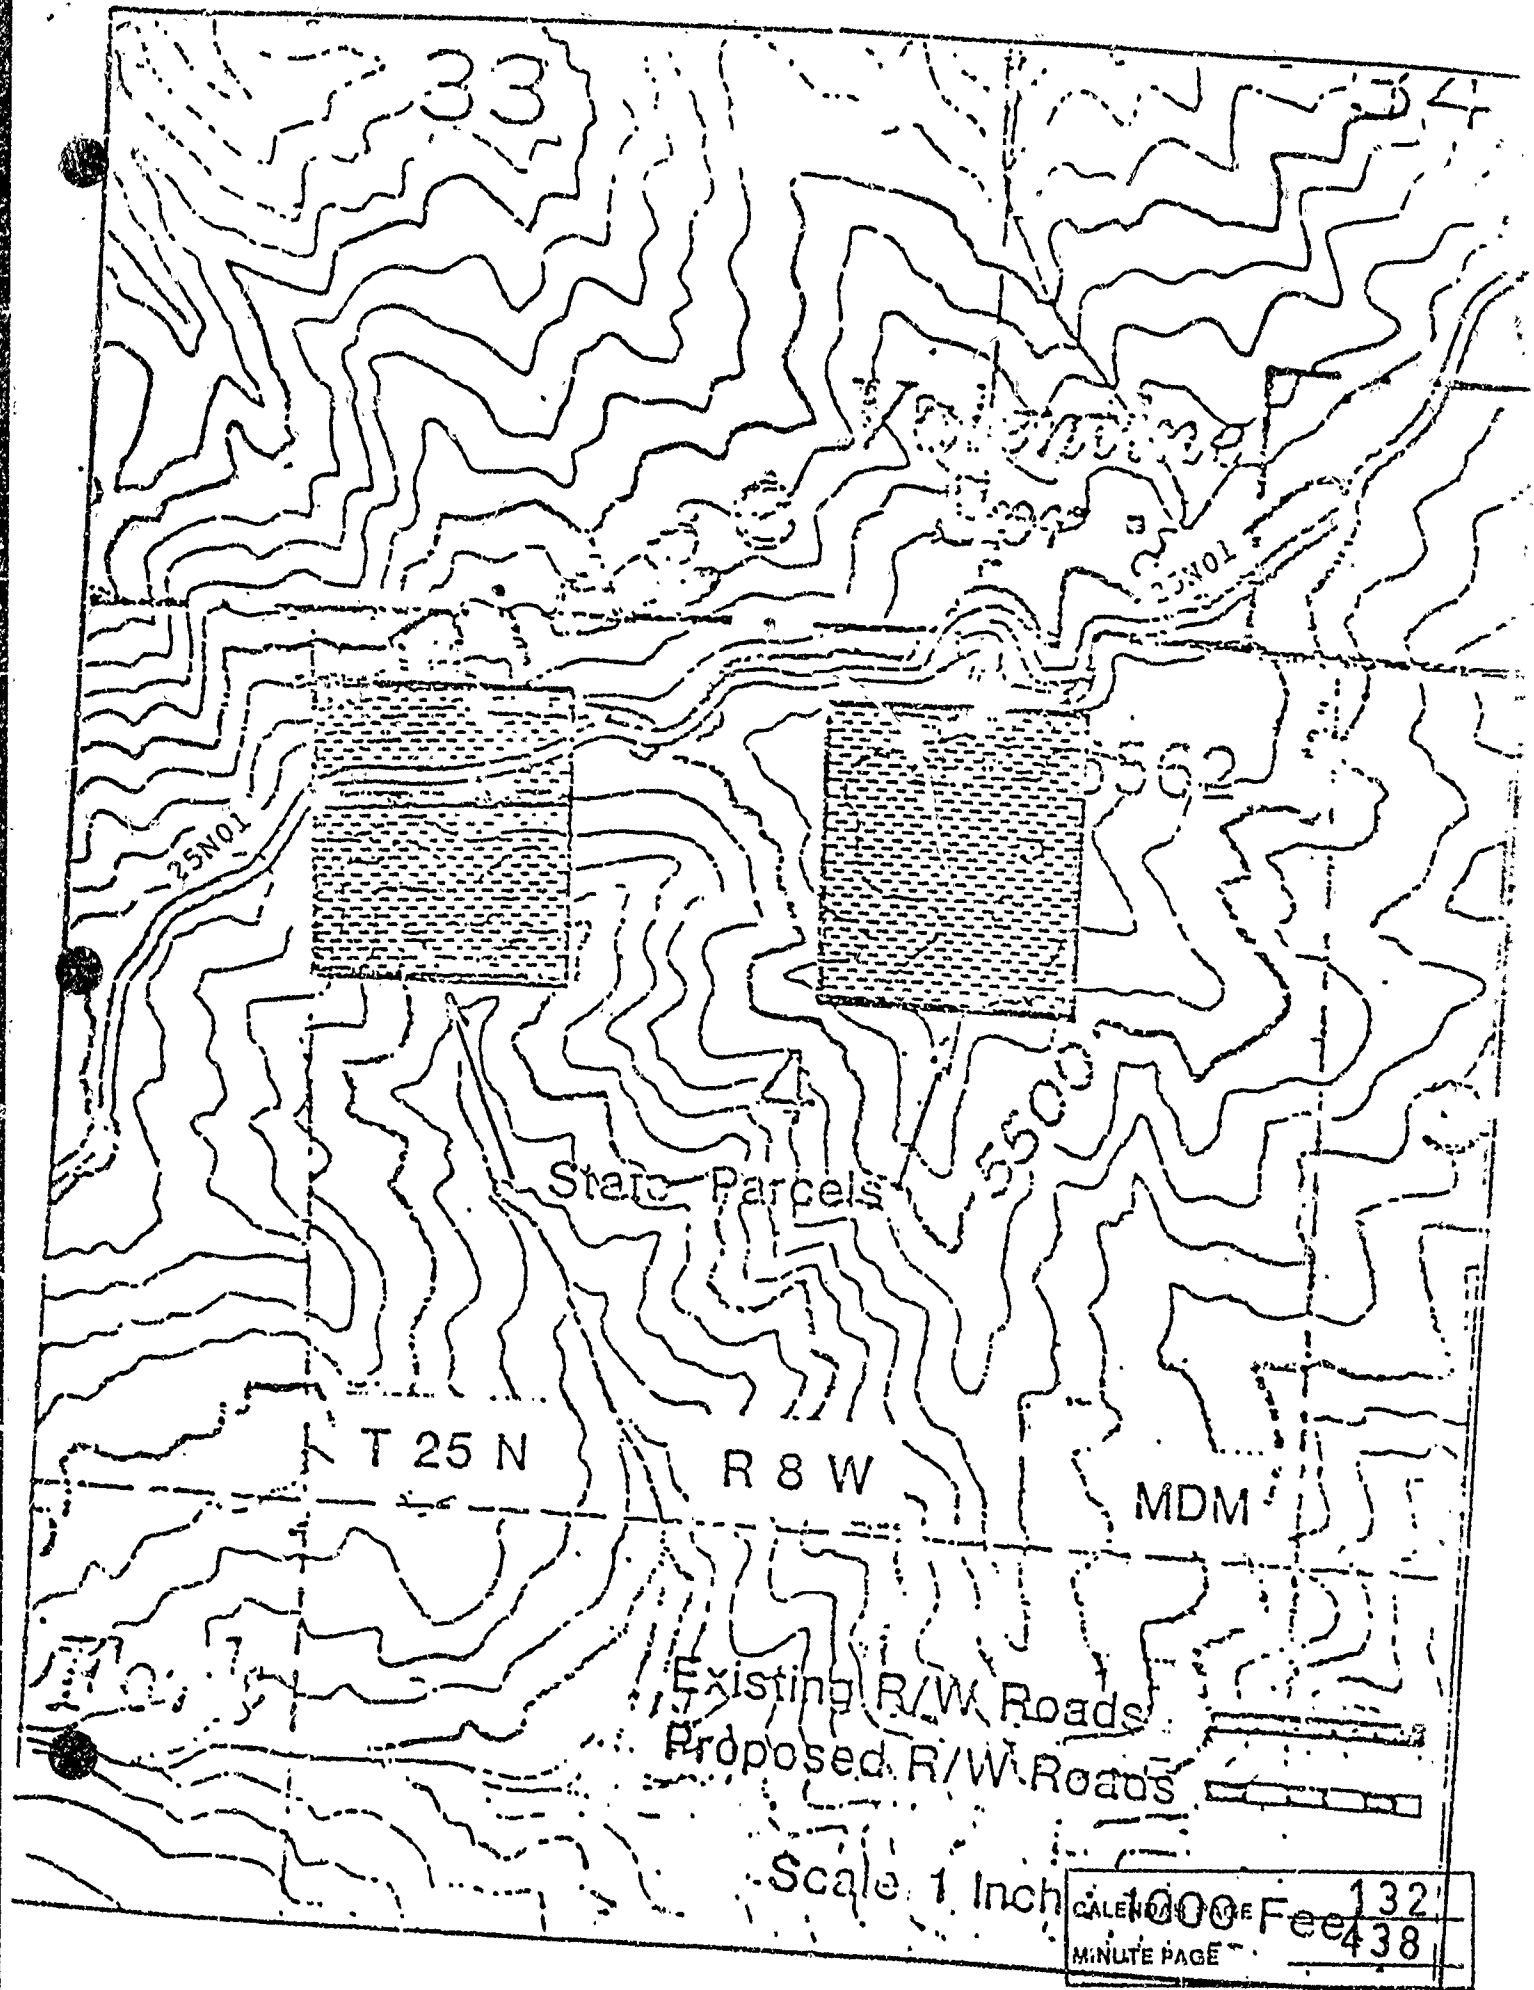 33
34
25N01
5562
25N01
4
5500
State Parcels
T 25 N R 8 W MDM
Existing R/W Roads
Proposed R/W Roads
Scale 1 Inch 1000 Feet
CALENDAR PAGE 132
MINUTE PAGE 438